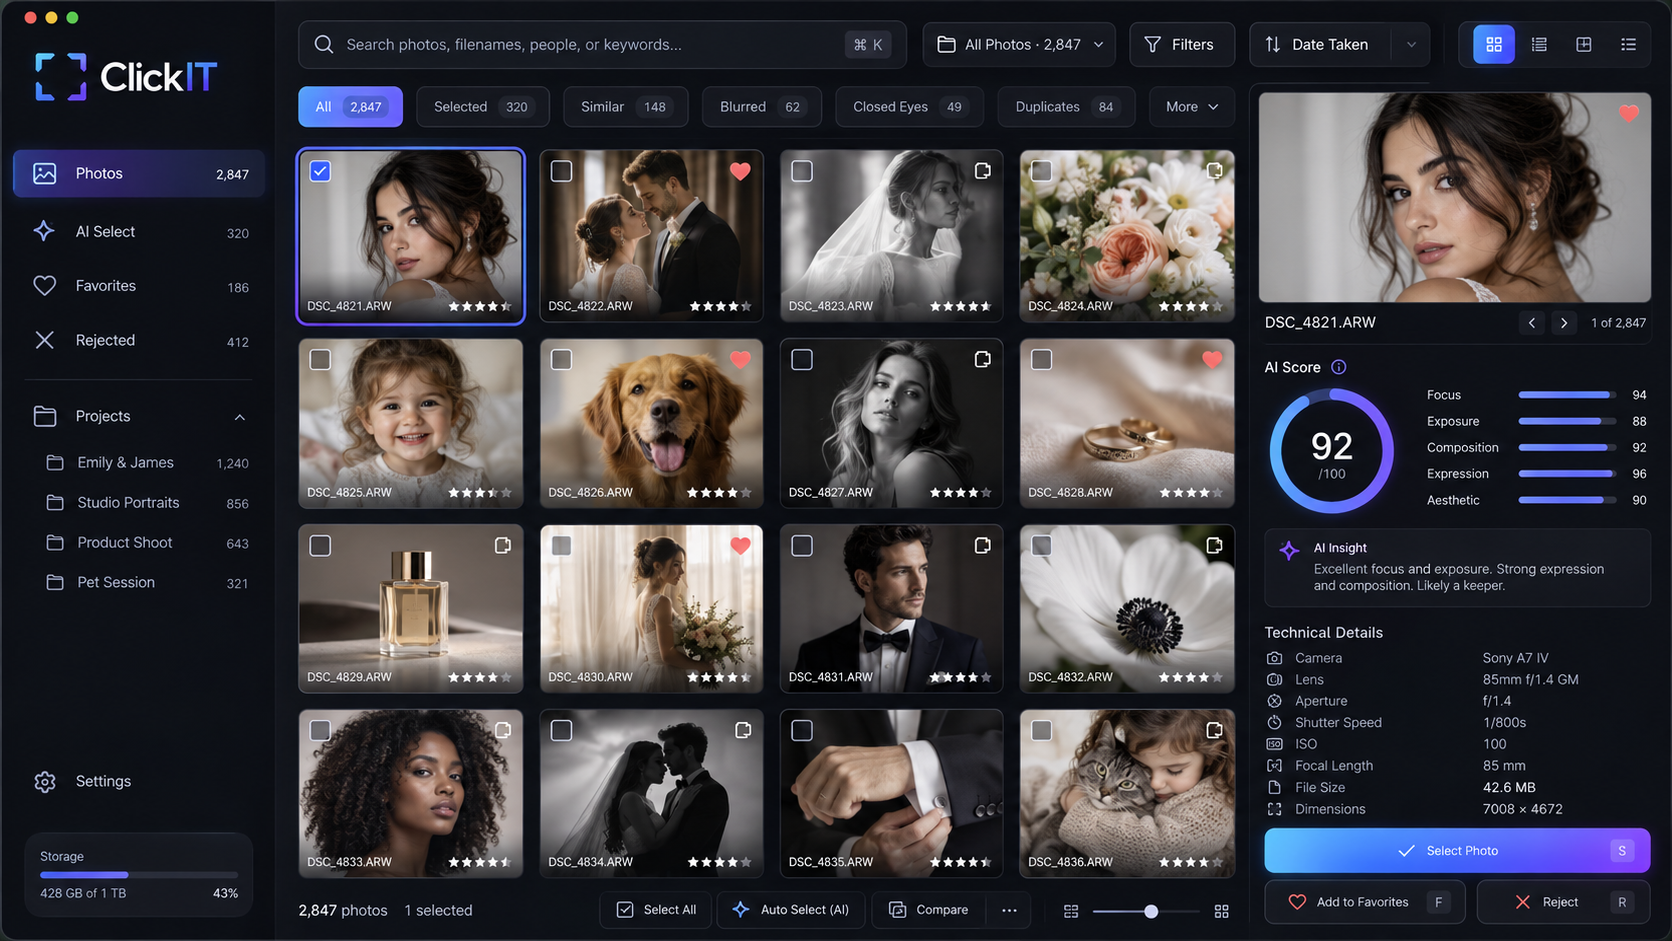 ClickIT
Search photos, filenames, people, or keywords...
⌘ K
All Photos · 2,847
Filters
Date Taken
All 2,847
Selected 320
Similar 148
Blurred 62
Closed Eyes 49
Duplicates 84
More
Photos 2,847
AI Select 320
Favorites 186
Rejected 412
Projects
Emily & James 1,240
Studio Portraits 856
Product Shoot 643
Pet Session 321
Settings
Storage
428 GB of 1 TB 43%
DSC_4821.ARW
DSC_4822.ARW
DSC_4823.ARW
DSC_4824.ARW
DSC_4825.ARW
DSC_4826.ARW
DSC_4827.ARW
DSC_4828.ARW
DSC_4829.ARW
DSC_4830.ARW
DSC_4831.ARW
DSC_4832.ARW
DSC_4833.ARW
DSC_4834.ARW
DSC_4835.ARW
DSC_4836.ARW
2,847 photos 1 selected
Select All
Auto Select (AI)
Compare
DSC_4821.ARW
1 of 2,847
AI Score
92
/100
Focus 94
Exposure 88
Composition 92
Expression 96
Aesthetic 90
AI Insight
Excellent focus and exposure. Strong expression
and composition. Likely a keeper.
Technical Details
Camera Sony A7 IV
Lens 85mm f/1.4 GM
Aperture f/1.4
Shutter Speed 1/800s
ISO ISO 100
Focal Length 85 mm
File Size 42.6 MB
Dimensions 7008 × 4672
Select Photo S
Add to Favorites F
Reject R